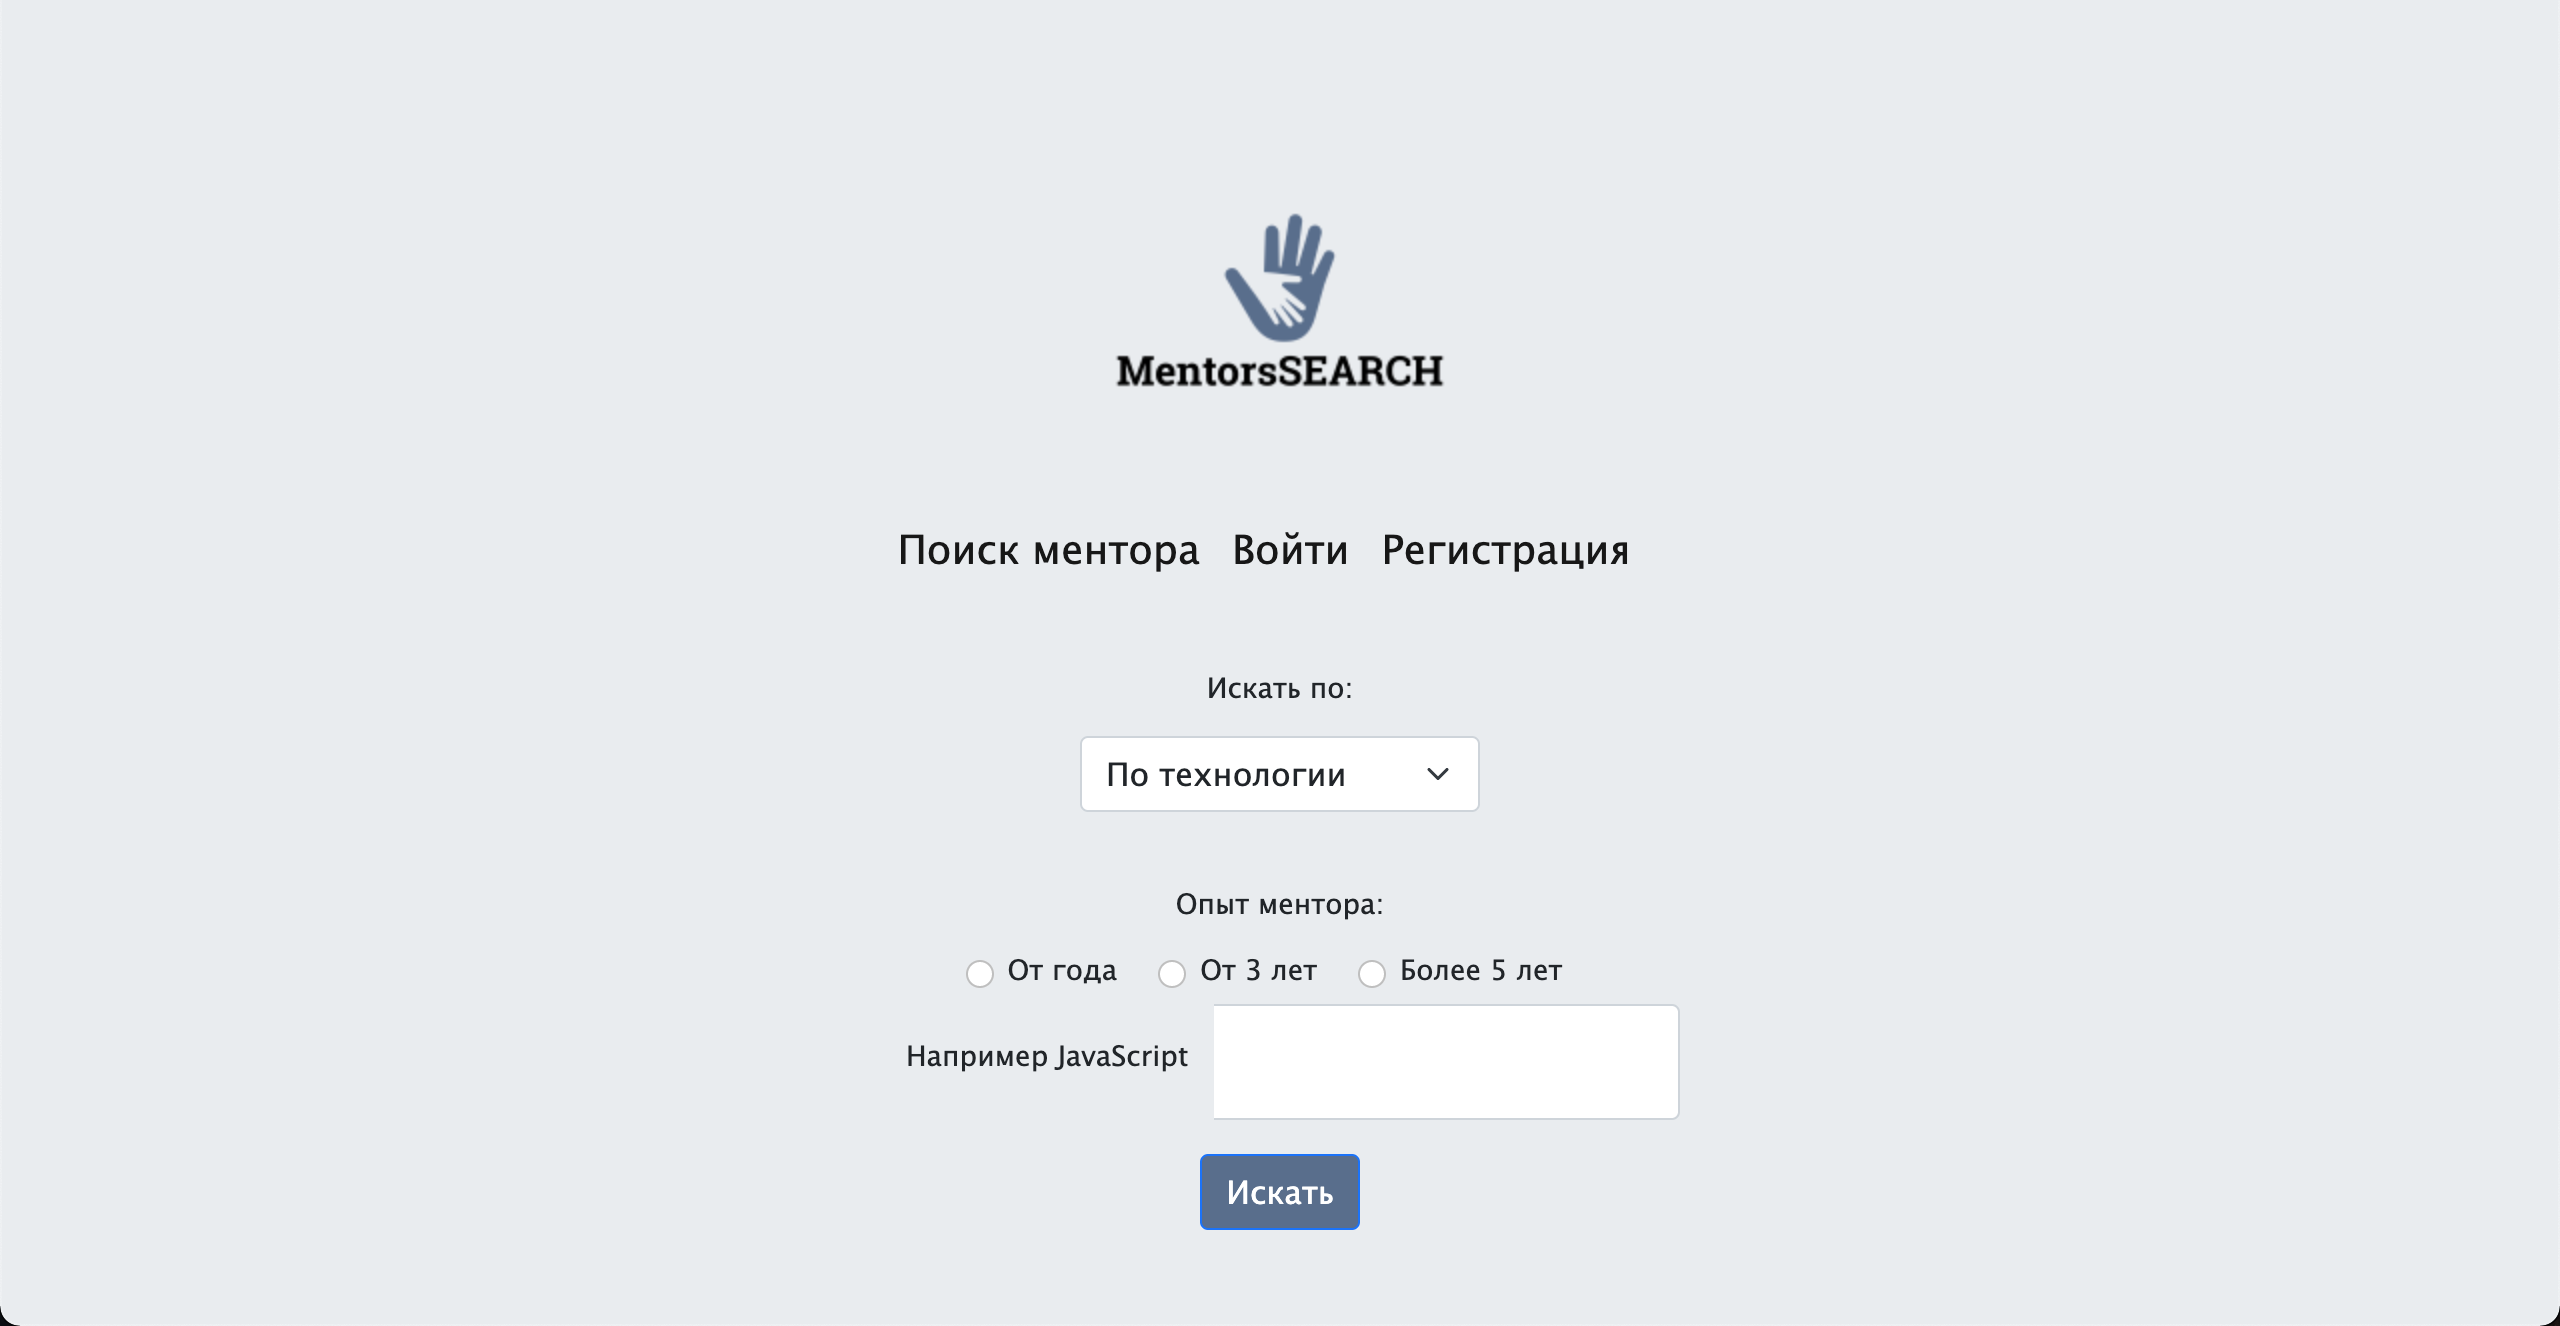 MentorsSEARCH
Поиск ментора Войти Регистрация
Искать по:
По технологии
Опыт ментора:
От года От 3 лет Более 5 лет
Например JavaScript
Искать